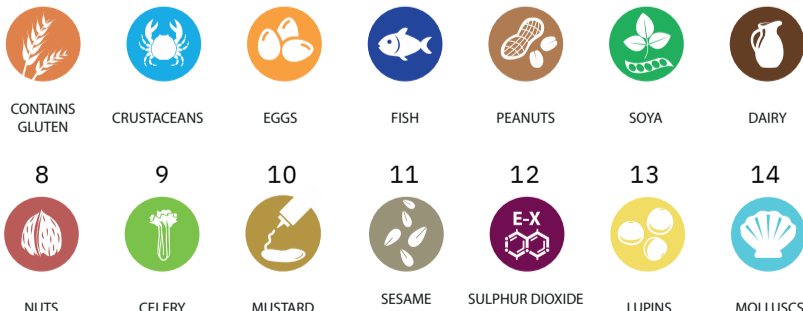 CONTAINS
GLUTEN
CRUSTACEANS
EGGS
FISH
PEANUTS
SOYA
DAIRY
8 9 10 11 12 13 14
E-X
NUTS
CELERY
MUSTARD
SESAME
SULPHUR DIOXIDE
LUPINS
MOLLUSCS